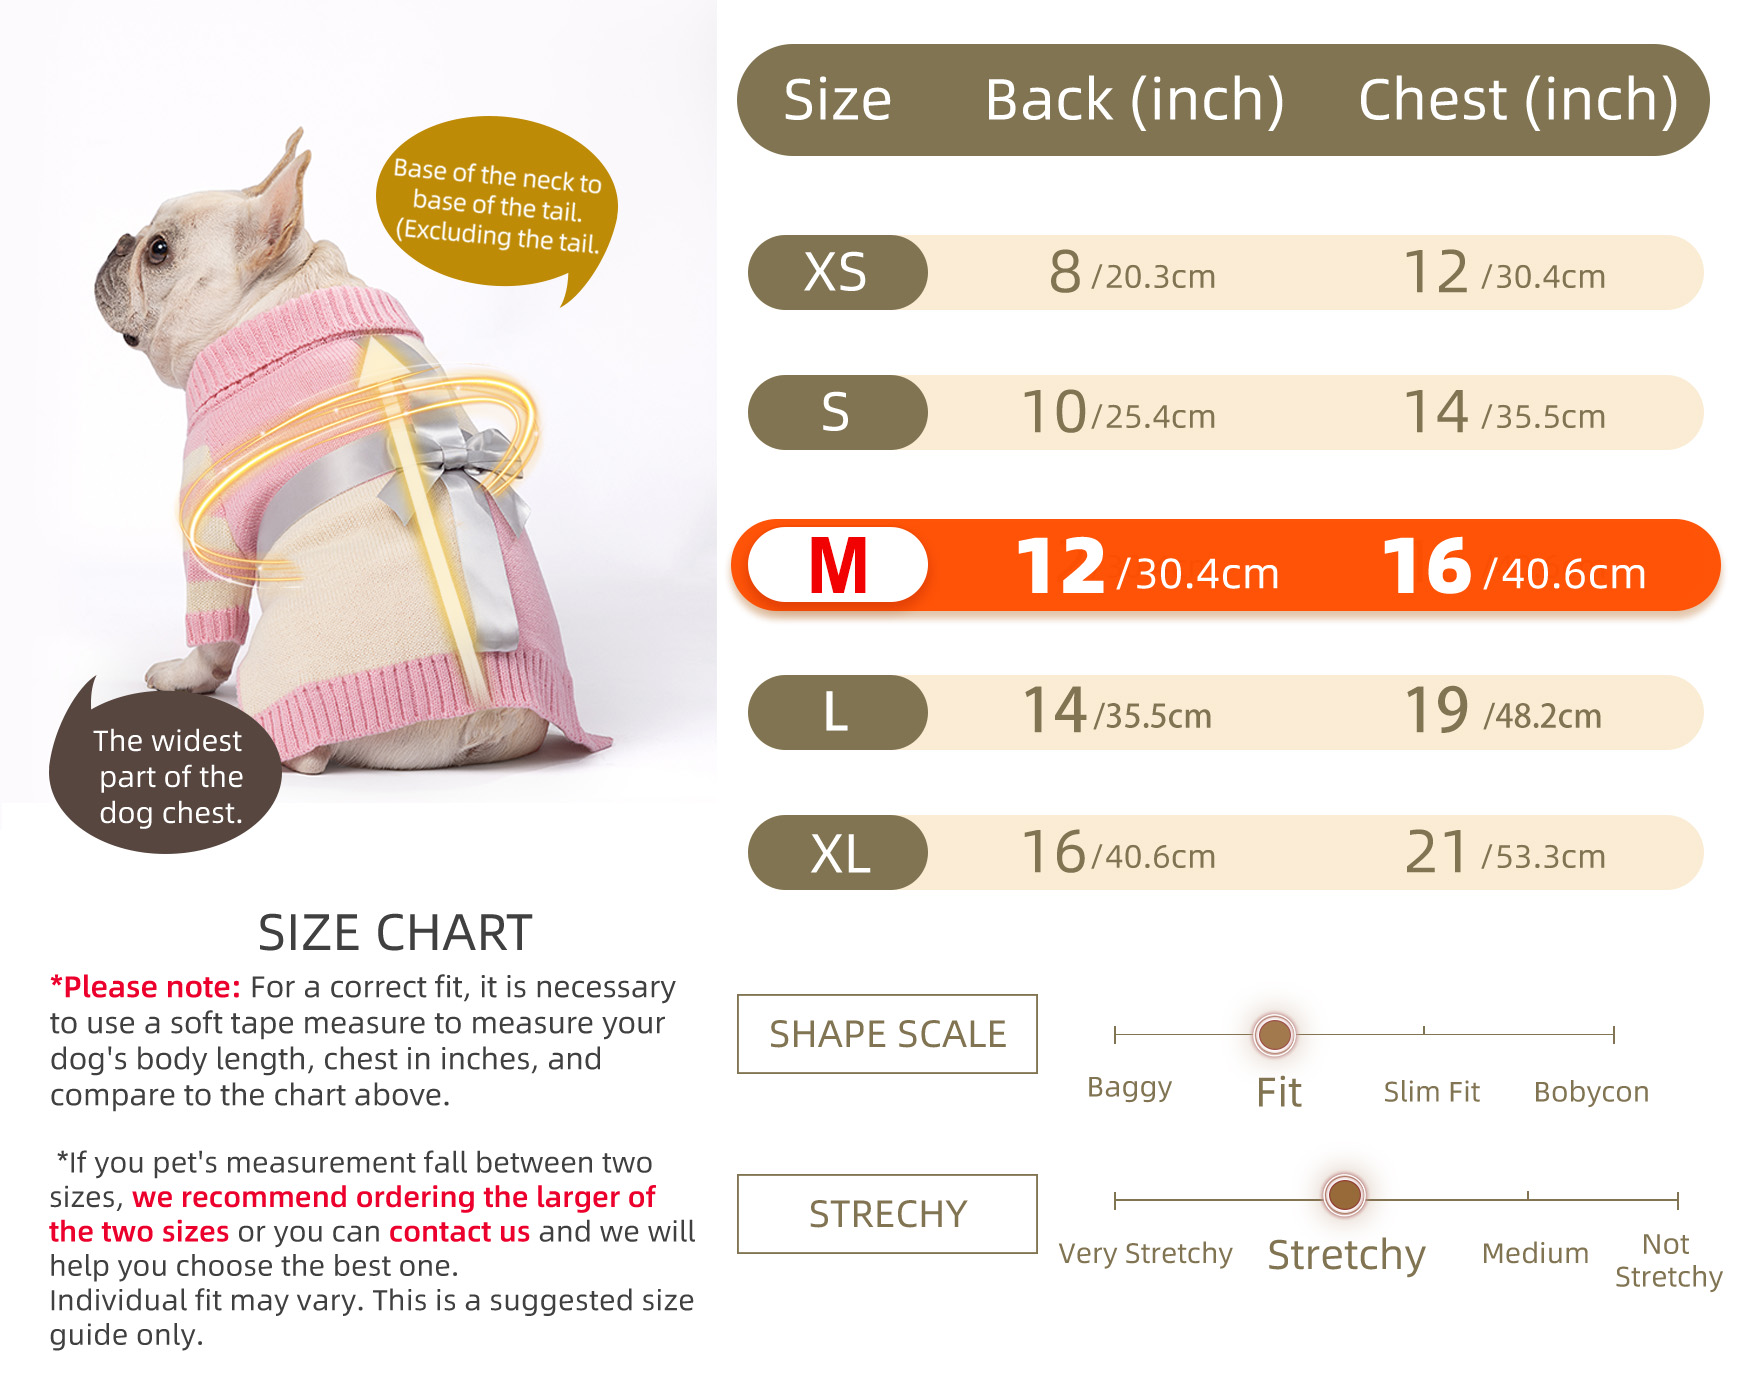 Base of the neck to
base of the tail.
(Excluding the tail.
The widest
part of the
dog chest.
Size Back (inch) Chest (inch)
XS 8 /20.3cm 12 /30.4cm
S 10/25.4cm 14 /35.5cm
M 12/30.4cm 16/40.6cm
L 14/35.5cm 19 /48.2cm
XL 16/40.6cm 21 /53.3cm
SIZE CHART
*Please note: For a correct fit, it is necessary
to use a soft tape measure to measure your
dog's body length, chest in inches, and
compare to the chart above.
*If you pet's measurement fall between two
sizes, we recommend ordering the larger of
the two sizes or you can contact us and we will
help you choose the best one.
Individual fit may vary. This is a suggested size
guide only.
SHAPE SCALE
Baggy Fit Slim Fit Bobycon
STRECHY
Very Stretchy Stretchy Medium Not
Stretchy